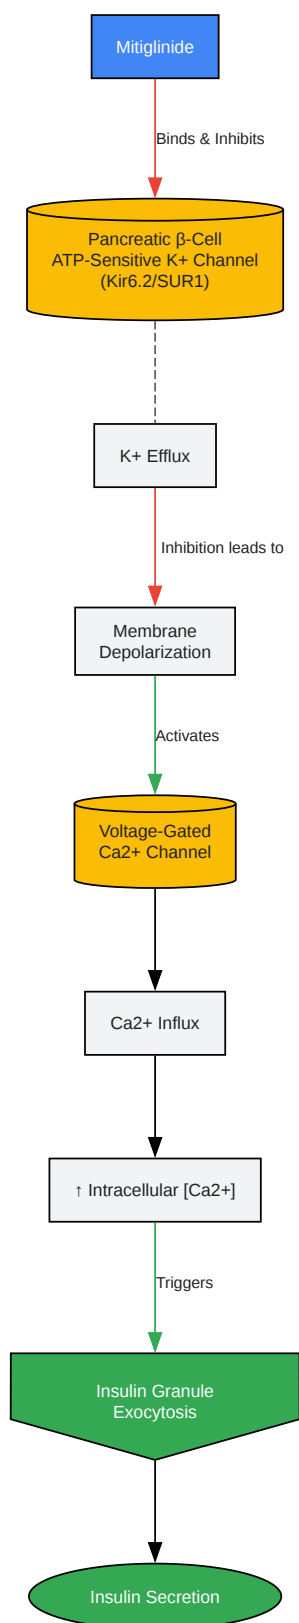 Mitiglinide
Binds & Inhibits
Pancreatic β-Cell
ATP-Sensitive K+ Channel
(Kir6.2/SUR1)
K+ Efflux
Inhibition leads to
Membrane
Depolarization
Activates
Voltage-Gated
Ca2+ Channel
Ca2+ Influx
↑ Intracellular [Ca2+]
Triggers
Insulin Granule
Exocytosis
Insulin Secretion